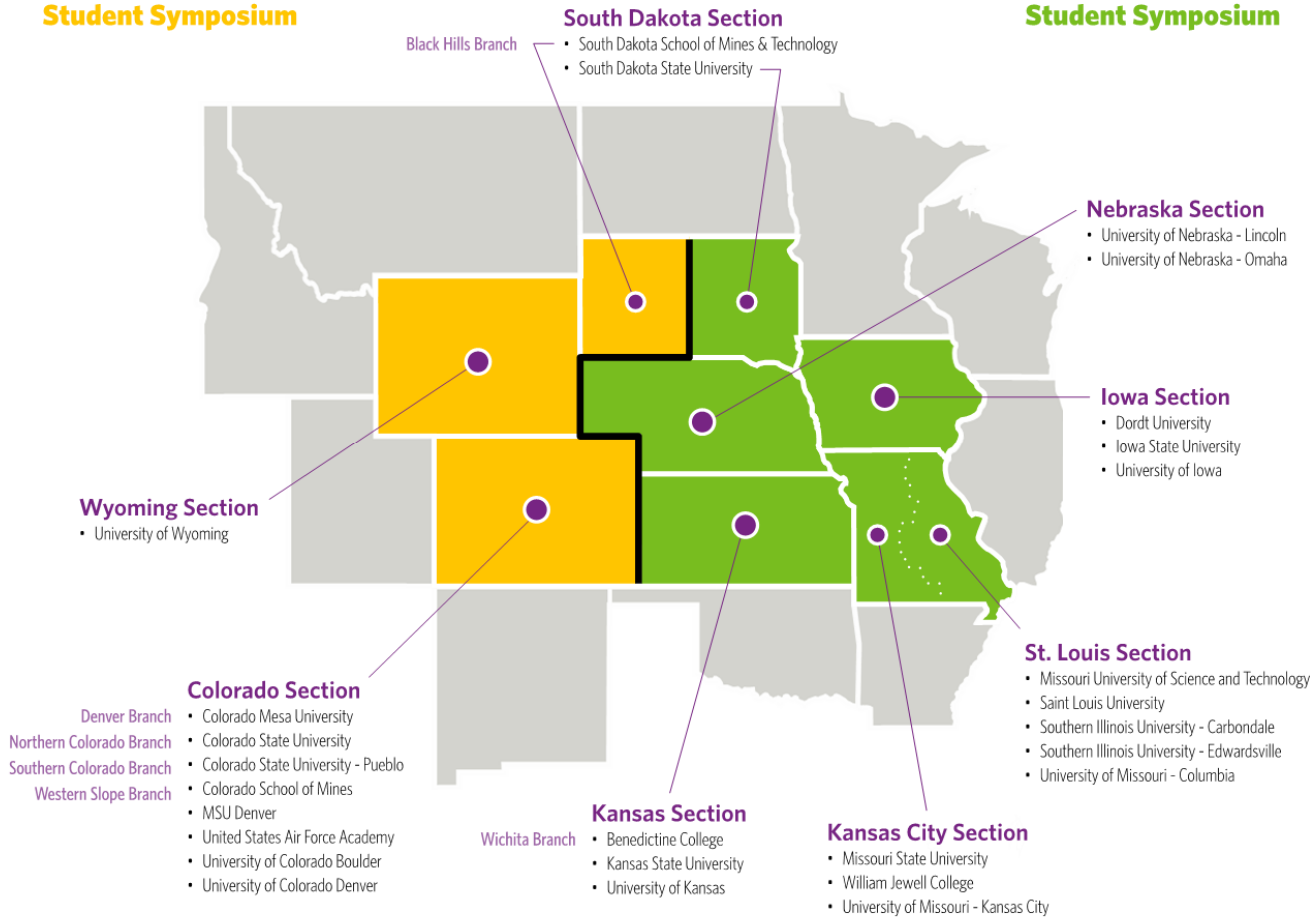 Student Symposium
Student Symposium
South Dakota Section
Black Hills Branch
• South Dakota School of Mines & Technology
• South Dakota State University
Nebraska Section
• University of Nebraska - Lincoln
• University of Nebraska - Omaha
Iowa Section
• Dordt University
• Iowa State University
• University of Iowa
Wyoming Section
• University of Wyoming
St. Louis Section
• Missouri University of Science and Technology
• Saint Louis University
• Southern Illinois University - Carbondale
• Southern Illinois University - Edwardsville
• University of Missouri - Columbia
Colorado Section
Denver Branch
Northern Colorado Branch
Southern Colorado Branch
Western Slope Branch
• Colorado Mesa University
• Colorado State University
• Colorado State University - Pueblo
• Colorado School of Mines
• MSU Denver
• United States Air Force Academy
• University of Colorado Boulder
• University of Colorado Denver
Kansas Section
Wichita Branch
• Benedictine College
• Kansas State University
• University of Kansas
Kansas City Section
• Missouri State University
• William Jewell College
• University of Missouri - Kansas City